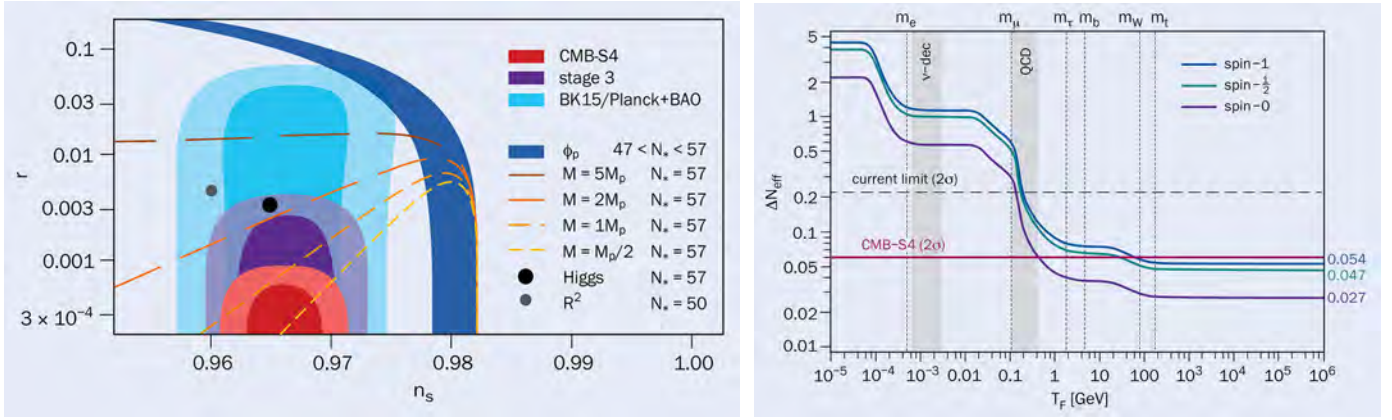 0.1
0.03
0.01
0.003
0.001
3 × 10⁻⁴
r
0.96
0.97
0.98
0.99
1.00
nₛ
CMB-S4
stage 3
BK15/Planck+BAO
ϕₚ 47 < N* < 57
M = 5Mₚ N* = 57
M = 2Mₚ N* = 57
M = 1Mₚ N* = 57
M = Mₚ/2 N* = 57
Higgs N* = 57
R² N* = 50
mₑ
m_μ
m_τ
m_b
m_W
m_t
5
2
1
0.5
0.2
0.1
0.05
0.02
0.01
ΔN_eff
ν-dec
QCD
spin-1
spin-½
spin-0
current limit (2σ)
CMB-S4 (2σ)
0.054
0.047
0.027
10⁻⁵
10⁻⁴
10⁻³
0.01
0.1
1
10
100
10³
10⁴
10⁵
10⁶
T_F [GeV]